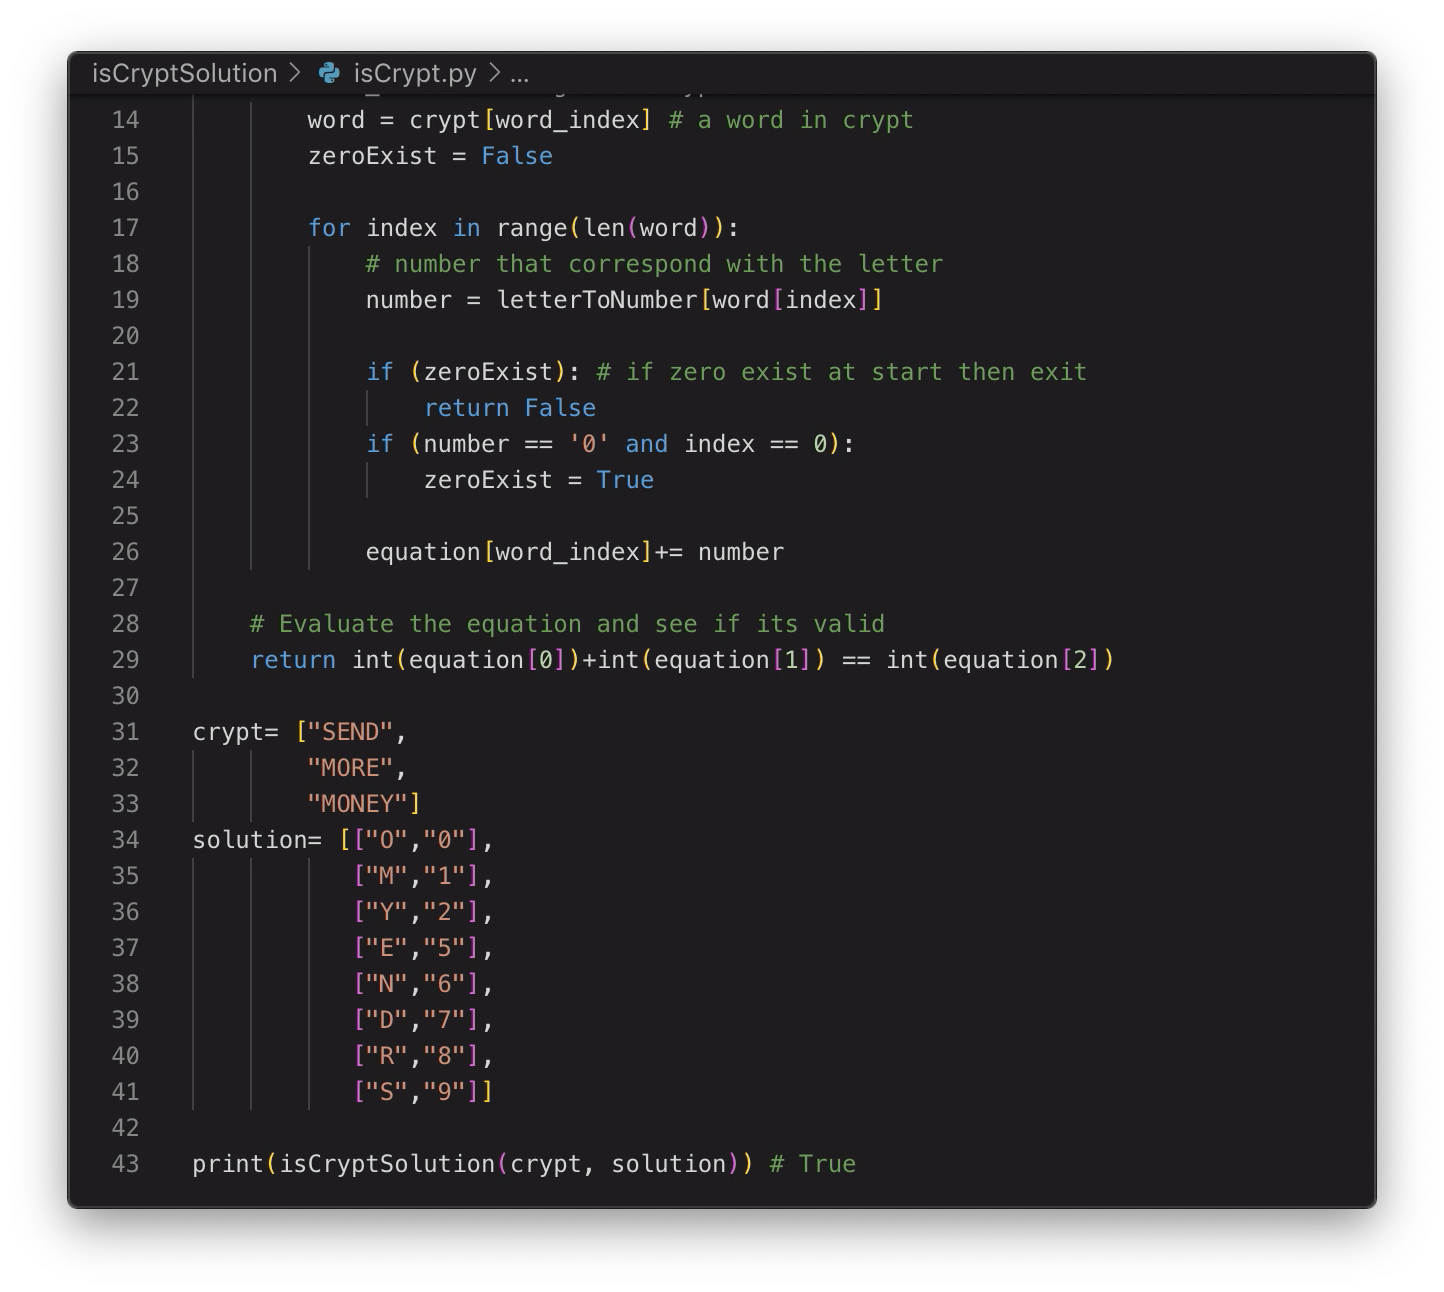 isCryptSolution > isCrypt.py > ...
14 word = crypt[word_index] # a word in crypt
15 zeroExist = False
16
17 for index in range(len(word)):
18 # number that correspond with the letter
19 number = letterToNumber[word[index]]
20
21 if (zeroExist): # if zero exist at start then exit
22 return False
23 if (number == '0' and index == 0):
24 zeroExist = True
25
26 equation[word_index]+= number
27
28 # Evaluate the equation and see if its valid
29 return int(equation[0])+int(equation[1]) == int(equation[2])
30
31 crypt= ["SEND",
32 "MORE",
33 "MONEY"]
34 solution= [["O","0"],
35 ["M","1"],
36 ["Y","2"],
37 ["E","5"],
38 ["N","6"],
39 ["D","7"],
40 ["R","8"],
41 ["S","9"]]
42
43 print(isCryptSolution(crypt, solution)) # True